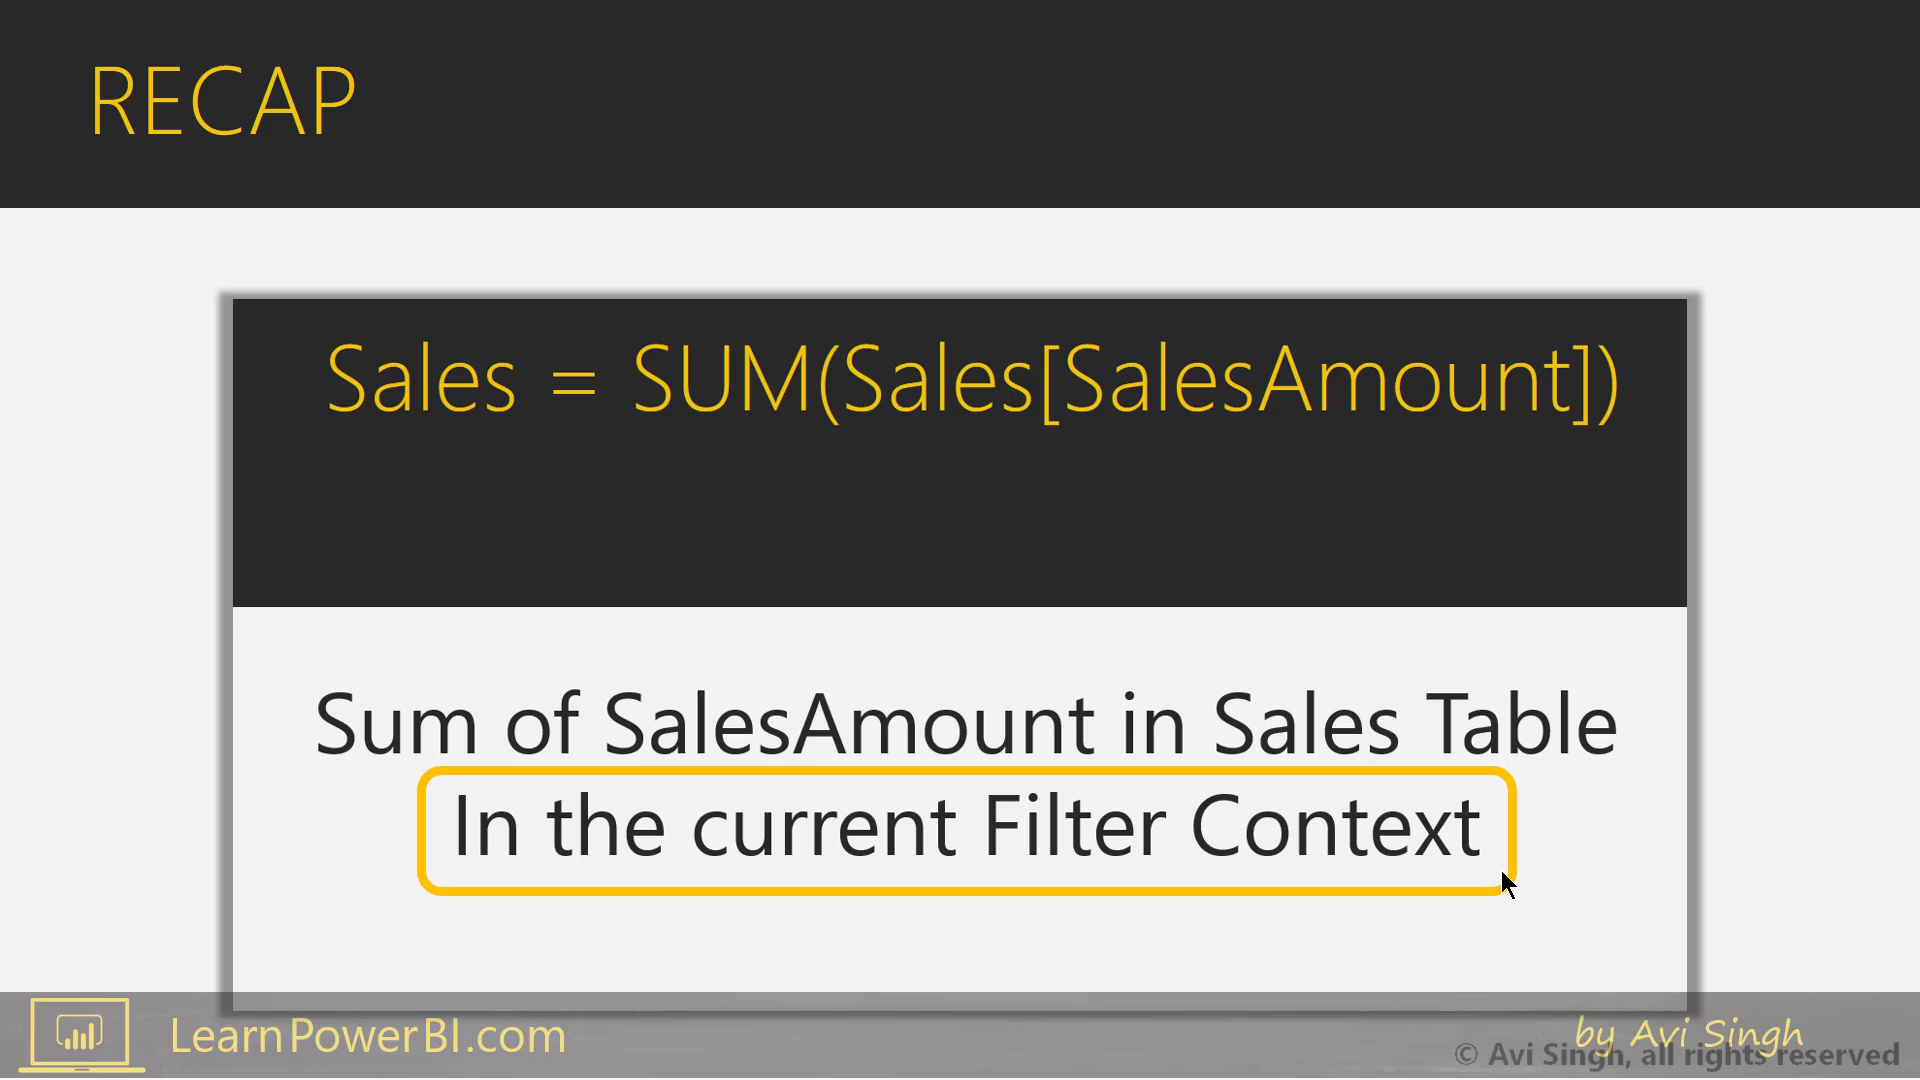 RECAP
Sales = SUM(Sales[SalesAmount])
Sum of SalesAmount in Sales Table
In the current Filter Context
LearnPowerBI.com
by Avi Singh
© Avi Singh, all rights reserved